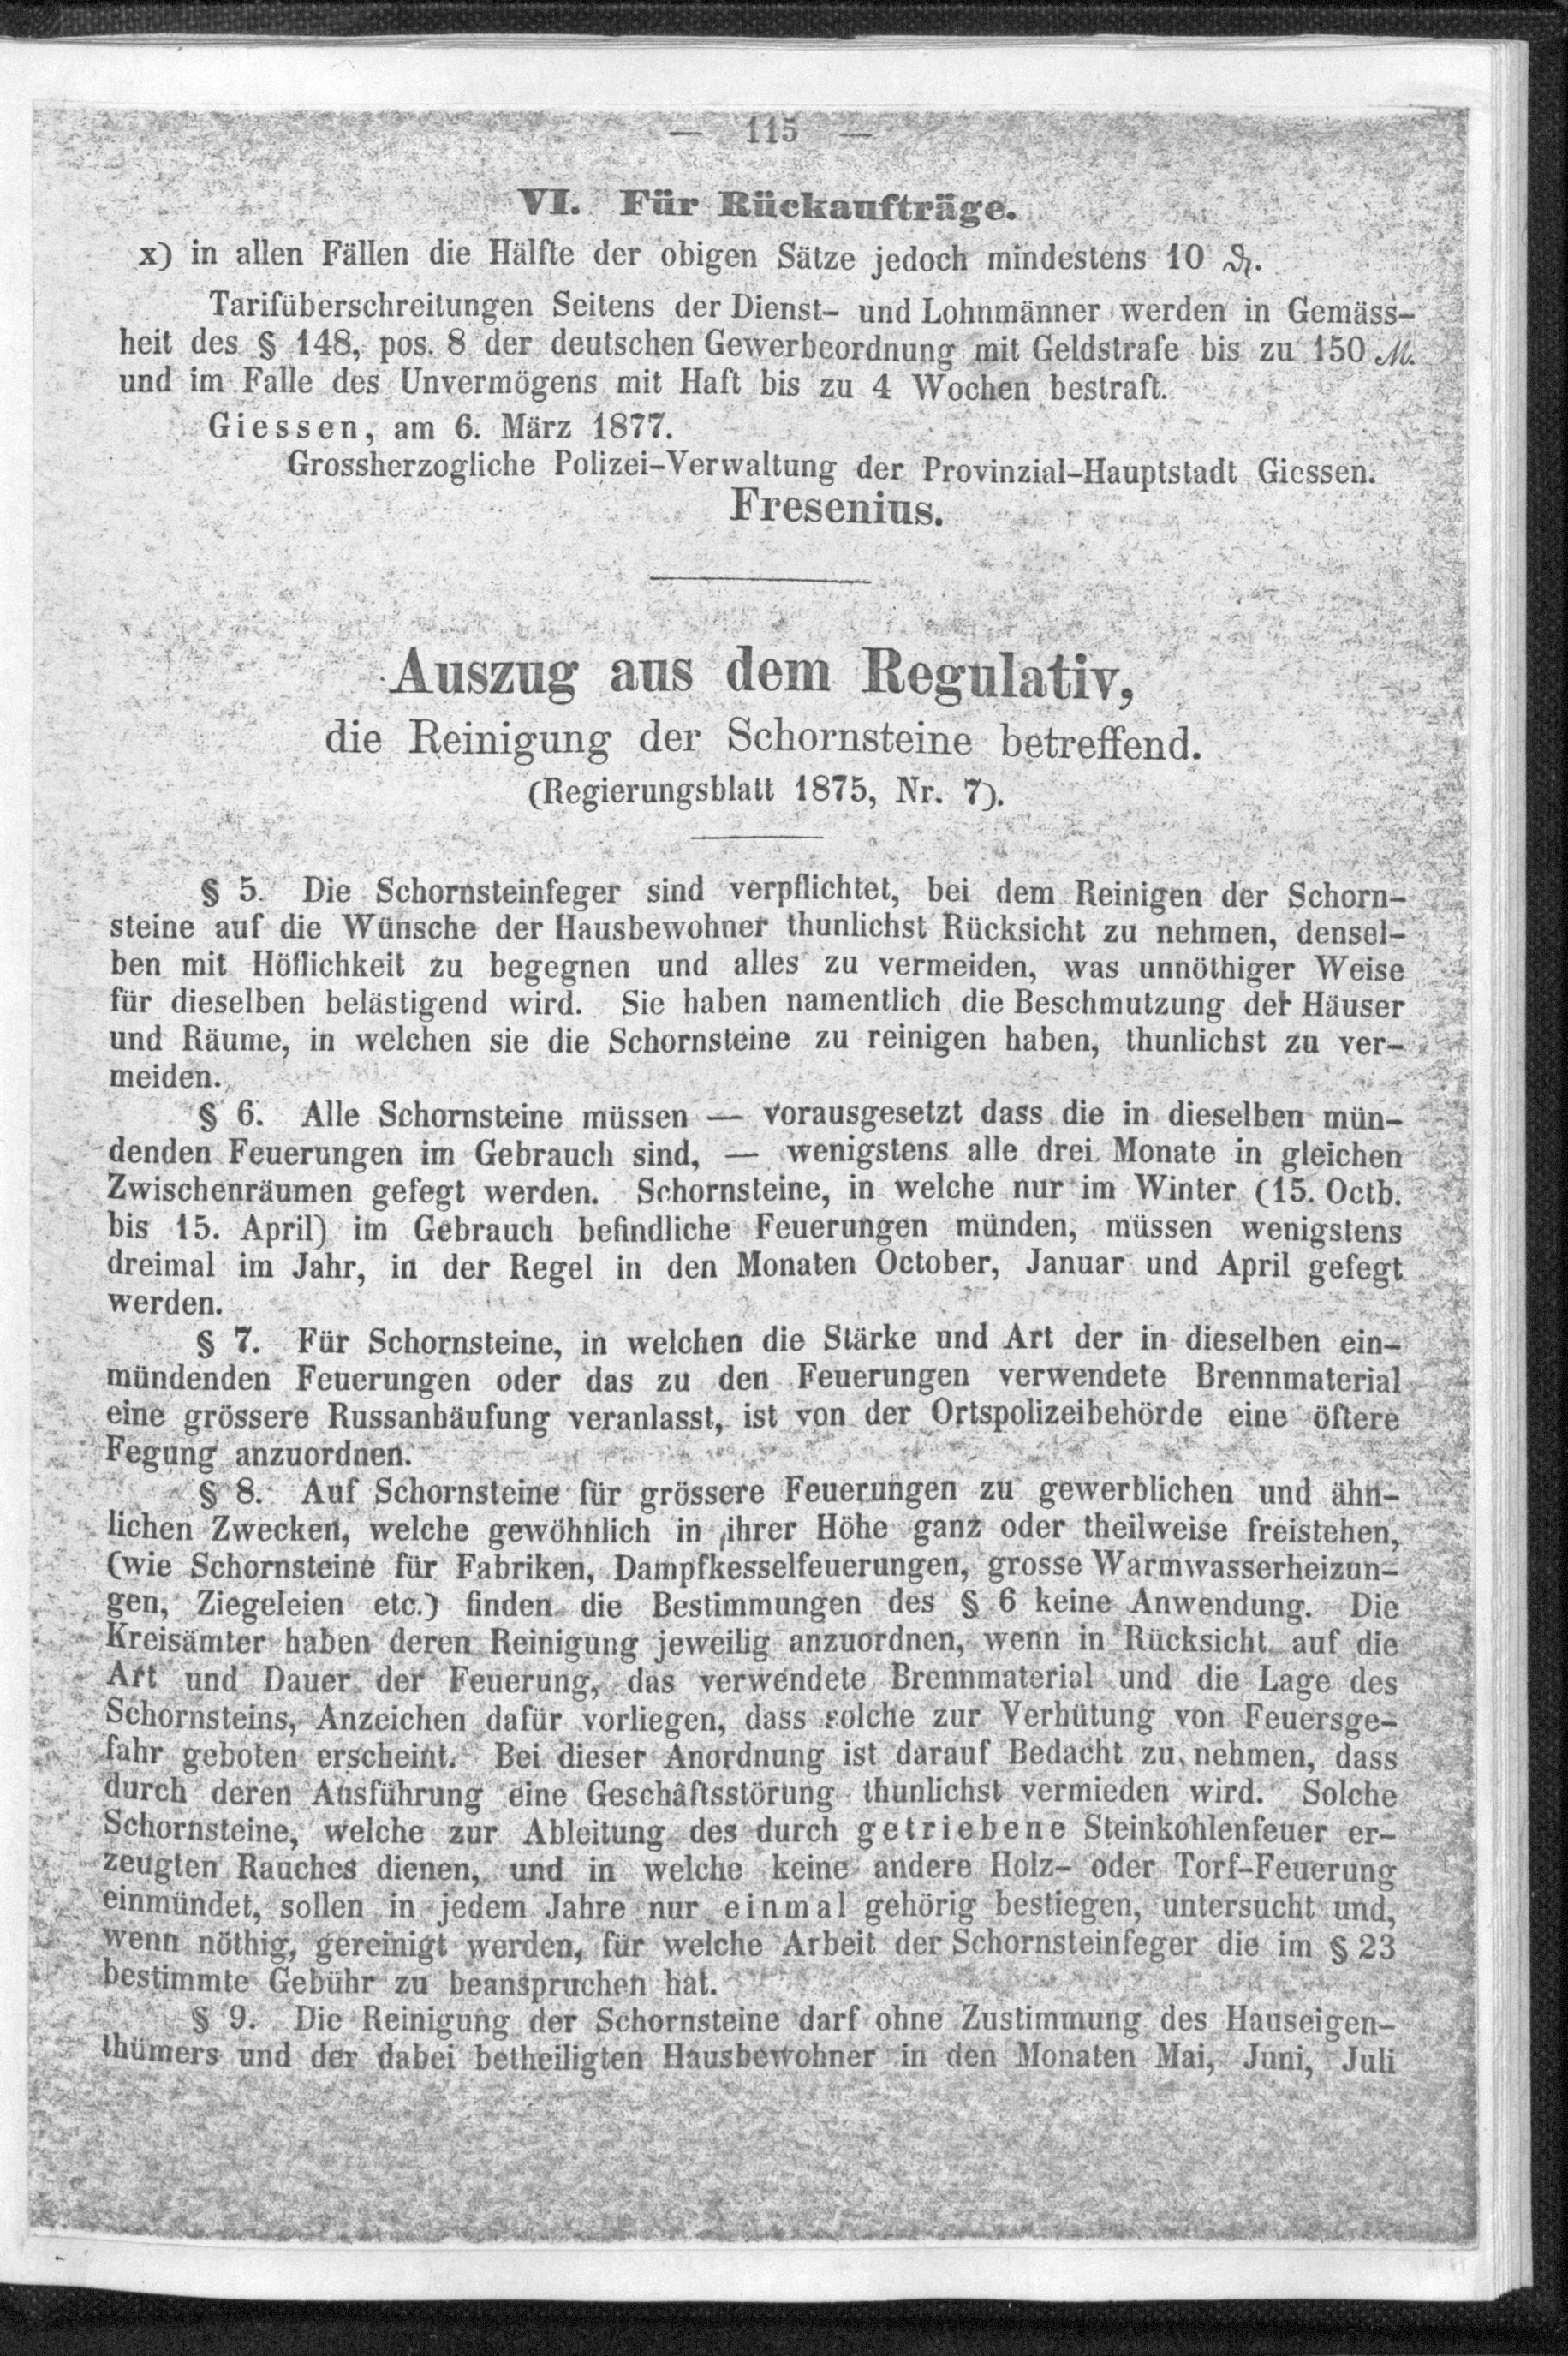 — 115 —
VI. Für Rückaufträge.
x) in allen Fällen die Hälfte der obigen Sätze jedoch mindestens 10 ₰.
Tarifüberschreitungen Seitens der Dienst- und Lohnmänner werden in Gemäss-
heit des § 148, pos. 8 der deutschen Gewerbeordnung mit Geldstrafe bis zu 150 ℳ.
und im Falle des Unvermögens mit Haft bis zu 4 Wochen bestraft.
Giessen, am 6. März 1877.
Grossherzogliche Polizei-Verwaltung der Provinzial-Hauptstadt Giessen.
Fresenius.
Auszug aus dem Regulativ,
die Reinigung der Schornsteine betreffend.
(Regierungsblatt 1875, Nr. 7).
§ 5. Die Schornsteinfeger sind verpflichtet, bei dem Reinigen der Schorn-
steine auf die Wünsche der Hausbewohner thunlichst Rücksicht zu nehmen, densel-
ben mit Höflichkeit zu begegnen und alles zu vermeiden, was unnöthiger Weise
für dieselben belästigend wird. Sie haben namentlich die Beschmutzung der Häuser
und Räume, in welchen sie die Schornsteine zu reinigen haben, thunlichst zu ver-
meiden.
§ 6. Alle Schornsteine müssen — vorausgesetzt dass die in dieselben mün-
denden Feuerungen im Gebrauch sind, — wenigstens alle drei Monate in gleichen
Zwischenräumen gefegt werden. Schornsteine, in welche nur im Winter (15. Octb.
bis 15. April) im Gebrauch befindliche Feuerungen münden, müssen wenigstens
dreimal im Jahr, in der Regel in den Monaten October, Januar und April gefegt
werden.
§ 7. Für Schornsteine, in welchen die Stärke und Art der in dieselben ein-
mündenden Feuerungen oder das zu den Feuerungen verwendete Brennmaterial
eine grössere Russanhäufung veranlasst, ist von der Ortspolizeibehörde eine öftere
Fegung anzuordnen.
§ 8. Auf Schornsteine für grössere Feuerungen zu gewerblichen und ähn-
lichen Zwecken, welche gewöhnlich in ihrer Höhe ganz oder theilweise freistehen,
(wie Schornsteine für Fabriken, Dampfkesselfeuerungen, grosse Warmwasserheizun-
gen, Ziegeleien etc.) finden die Bestimmungen des § 6 keine Anwendung. Die
Kreisämter haben deren Reinigung jeweilig anzuordnen, wenn in Rücksicht auf die
Art und Dauer der Feuerung, das verwendete Brennmaterial und die Lage des
Schornsteins, Anzeichen dafür vorliegen, dass solche zur Verhütung von Feuersge-
fahr geboten erscheint. Bei dieser Anordnung ist darauf Bedacht zu nehmen, dass
durch deren Ausführung eine Geschäftsstörung thunlichst vermieden wird. Solche
Schornsteine, welche zur Ableitung des durch getriebene Steinkohlenfeuer er-
zeugten Rauches dienen, und in welche keine andere Holz- oder Torf-Feuerung
einmündet, sollen in jedem Jahre nur einmal gehörig bestiegen, untersucht und,
wenn nöthig, gereinigt werden, für welche Arbeit der Schornsteinfeger die im § 23
bestimmte Gebühr zu beanspruchen hat.
§ 9. Die Reinigung der Schornsteine darf ohne Zustimmung des Hauseigen-
thümers und der dabei betheiligten Hausbewohner in den Monaten Mai, Juni, Juli